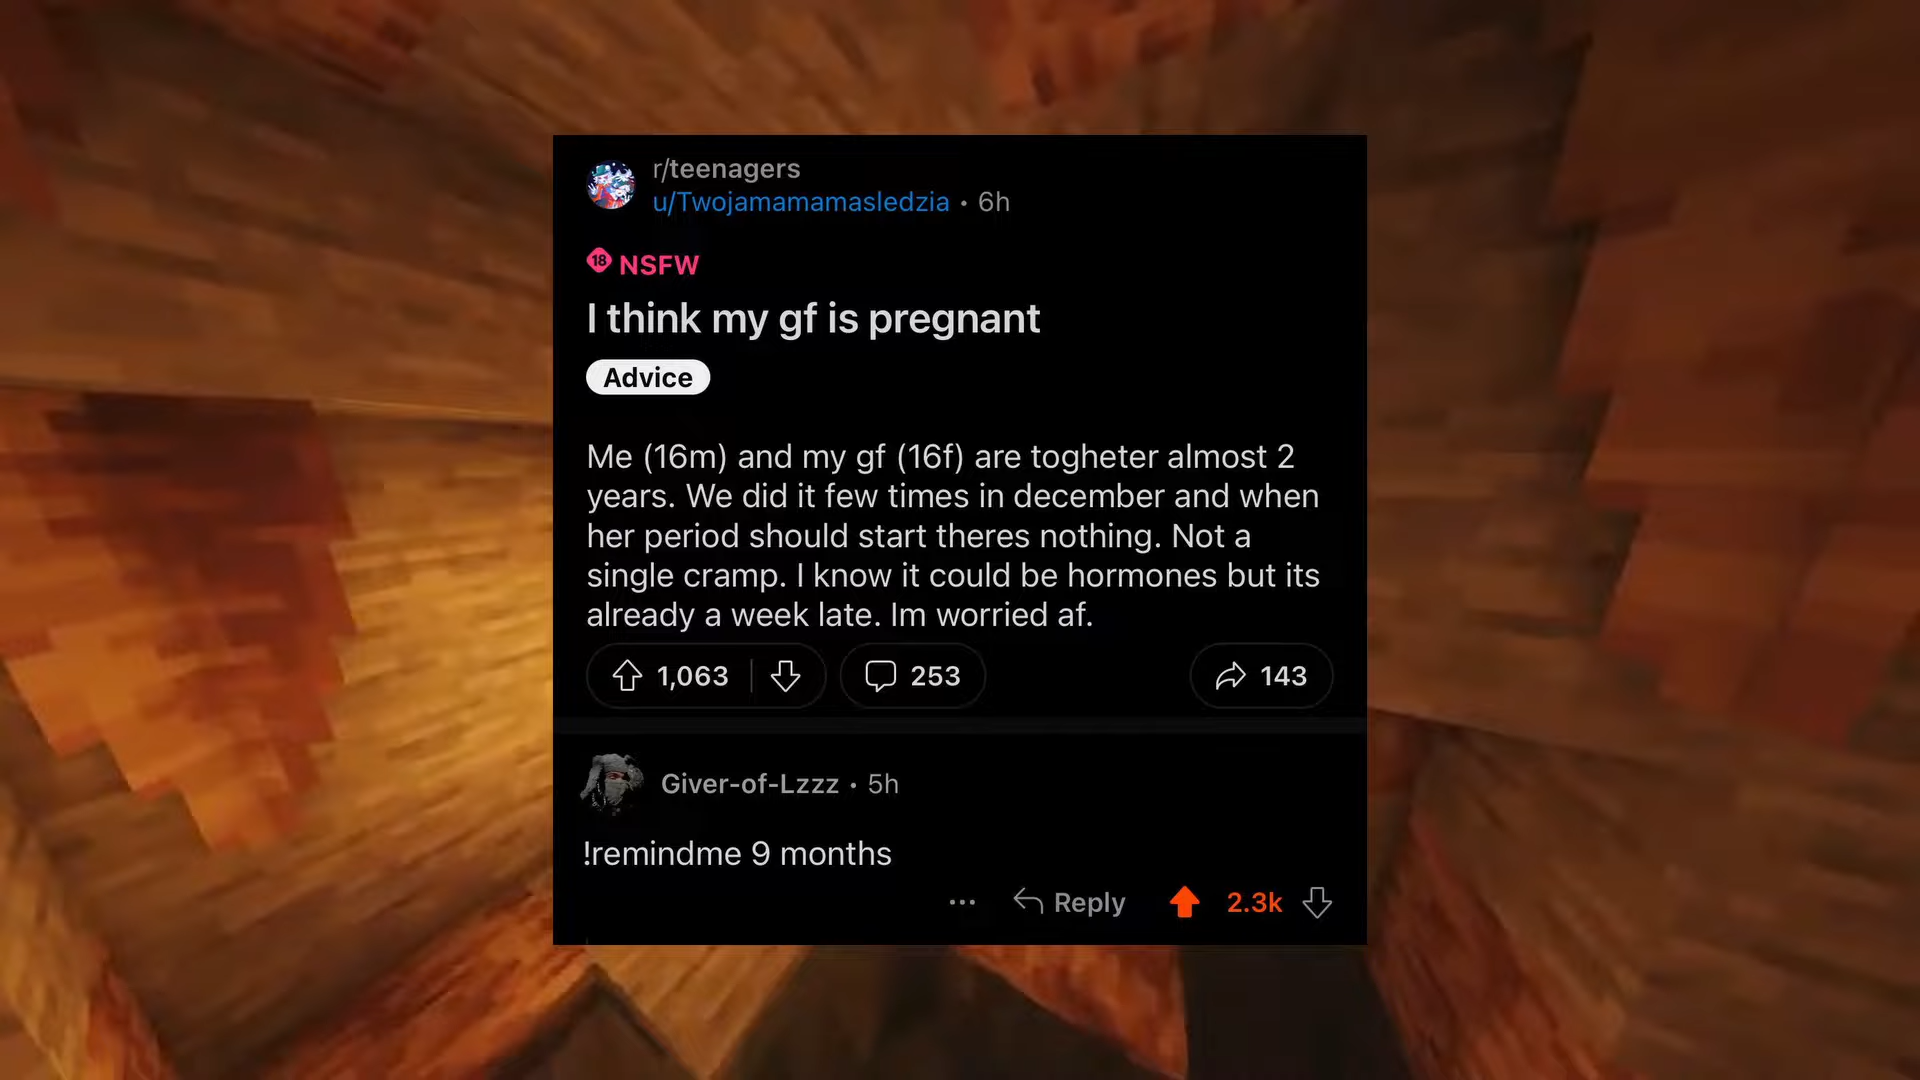 r/teenagers
u/Twojamamamasledzia • 6h
18 NSFW
I think my gf is pregnant
Advice
Me (16m) and my gf (16f) are togheter almost 2
years. We did it few times in december and when
her period should start theres nothing. Not a
single cramp. I know it could be hormones but its
already a week late. Im worried af.
1,063 253 143
Giver-of-Lzzz • 5h
!remindme 9 months
... Reply 2.3k